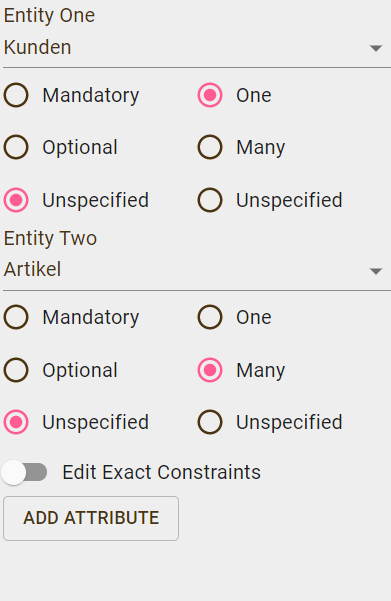 Entity One
Kunden
Mandatory One
Optional Many
Unspecified Unspecified
Entity Two
Artikel
Mandatory One
Optional Many
Unspecified Unspecified
Edit Exact Constraints
ADD ATTRIBUTE